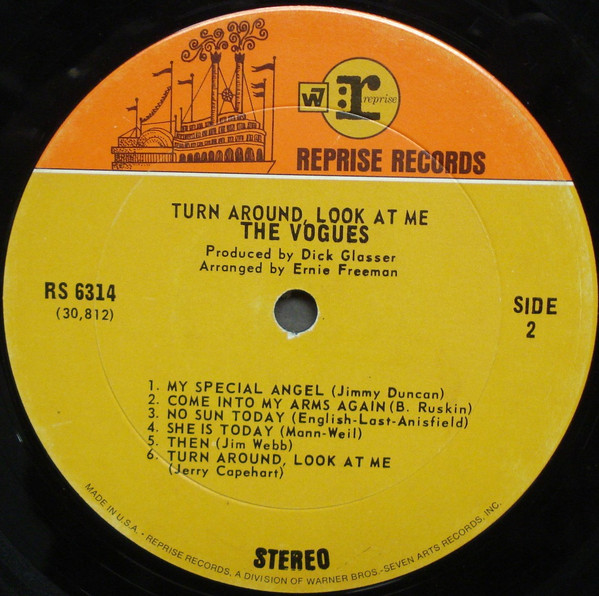 W7
r
reprise
REPRISE RECORDS
TURN AROUND, LOOK AT ME
THE VOGUES
Produced by Dick Glasser
Arranged by Ernie Freeman
RS 6314
(30,812)
SIDE
2
1. MY SPECIAL ANGEL (Jimmy Duncan)
2. COME INTO MY ARMS AGAIN (B. Ruskin)
3. NO SUN TODAY (English-Last-Anisfield)
4. SHE IS TODAY (Mann-Weil)
5. THEN (Jim Webb)
6. TURN AROUND, LOOK AT ME
(Jerry Capehart)
STEREO
MADE IN U.S.A. - REPRISE RECORDS, A DIVISION OF WARNER BROS.-SEVEN ARTS RECORDS, INC.